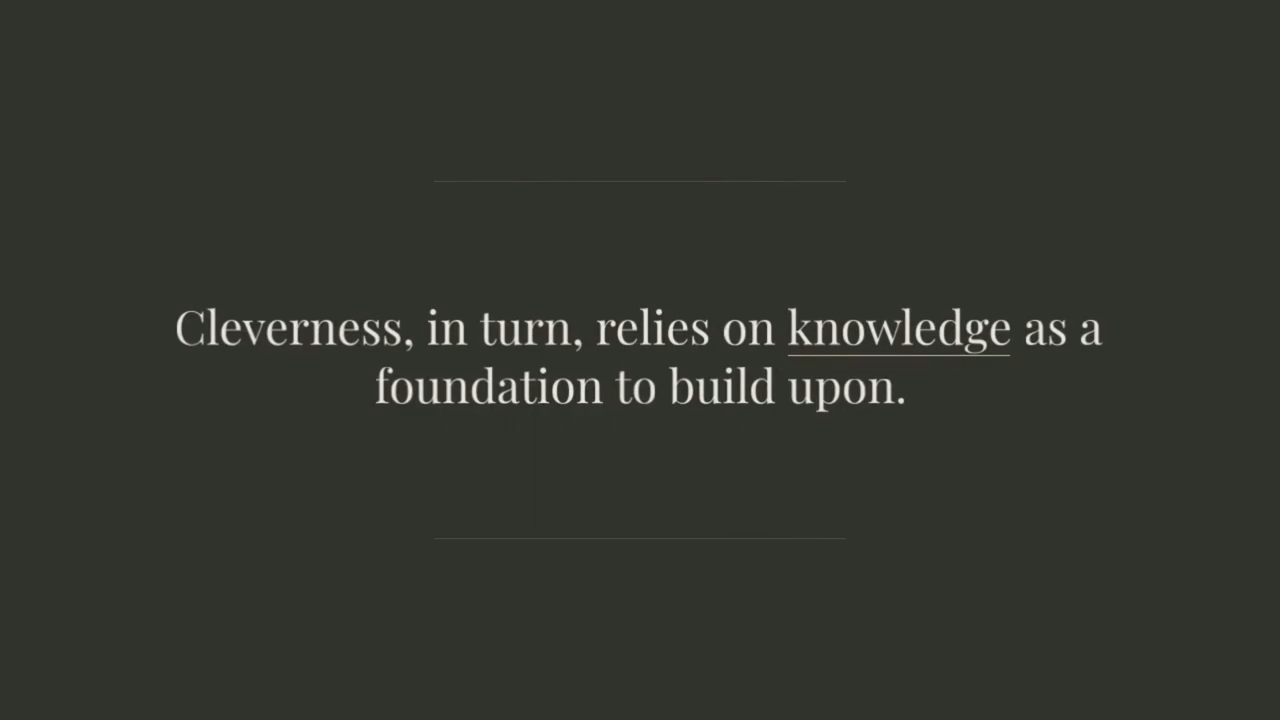 Cleverness, in turn, relies on knowledge as a
foundation to build upon.